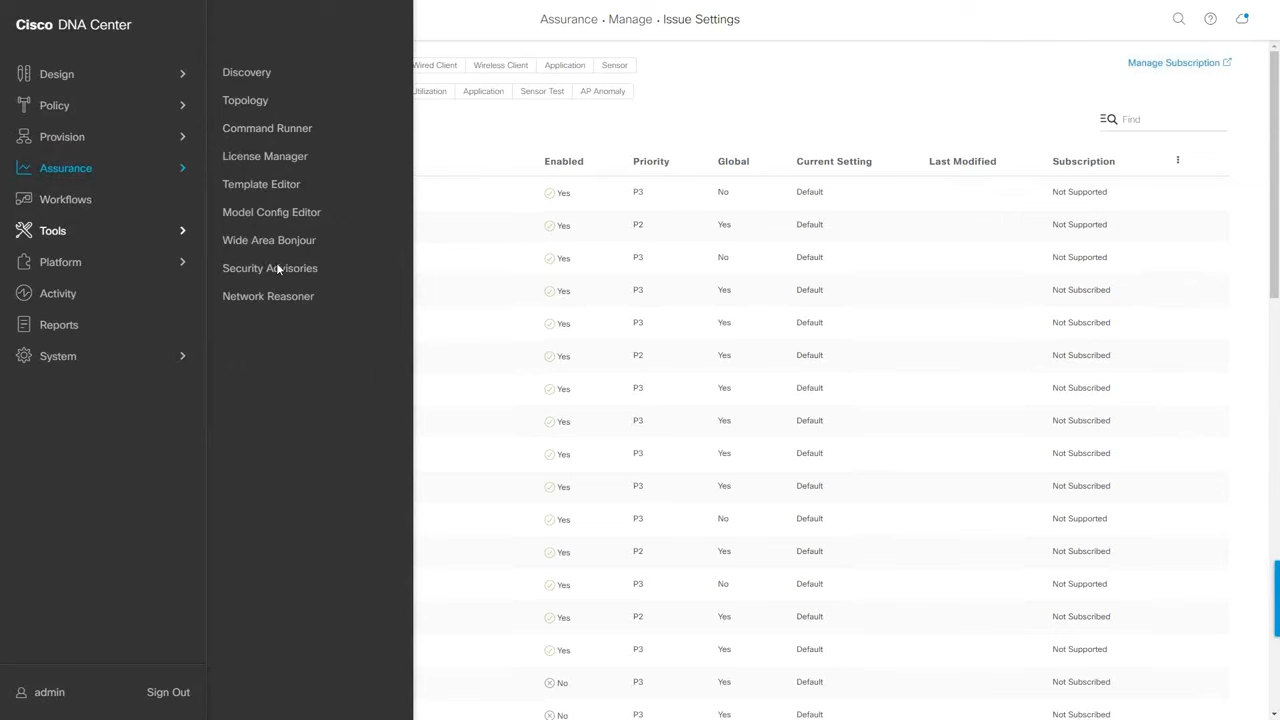 Cisco DNA Center
Design
Policy
Provision
Assurance
Workflows
Tools
Platform
Activity
Reports
System
admin
Sign Out
Discovery
Topology
Command Runner
License Manager
Template Editor
Model Config Editor
Wide Area Bonjour
Security Advisories
Network Reasoner
Assurance • Manage • Issue Settings
Wired Client Wireless Client Application Sensor
Manage Subscription
Application Sensor Test AP Anomaly
Find
Enabled Priority Global Current Setting Last Modified Subscription
Yes P3 No Default Not Supported
Yes P2 Yes Default Not Supported
Yes P3 No Default Not Supported
Yes P3 Yes Default Not Subscribed
Yes P3 Yes Default Not Subscribed
Yes P2 Yes Default Not Subscribed
Yes P3 Yes Default Not Subscribed
Yes P3 Yes Default Not Subscribed
Yes P3 Yes Default Not Subscribed
Yes P3 Yes Default Not Subscribed
Yes P3 No Default Not Supported
Yes P2 Yes Default Not Subscribed
Yes P3 No Default Not Supported
Yes P2 Yes Default Not Subscribed
Yes P3 Yes Default Not Subscribed
No P3 Yes Default Not Subscribed
No P3 Yes Default Not Subscribed